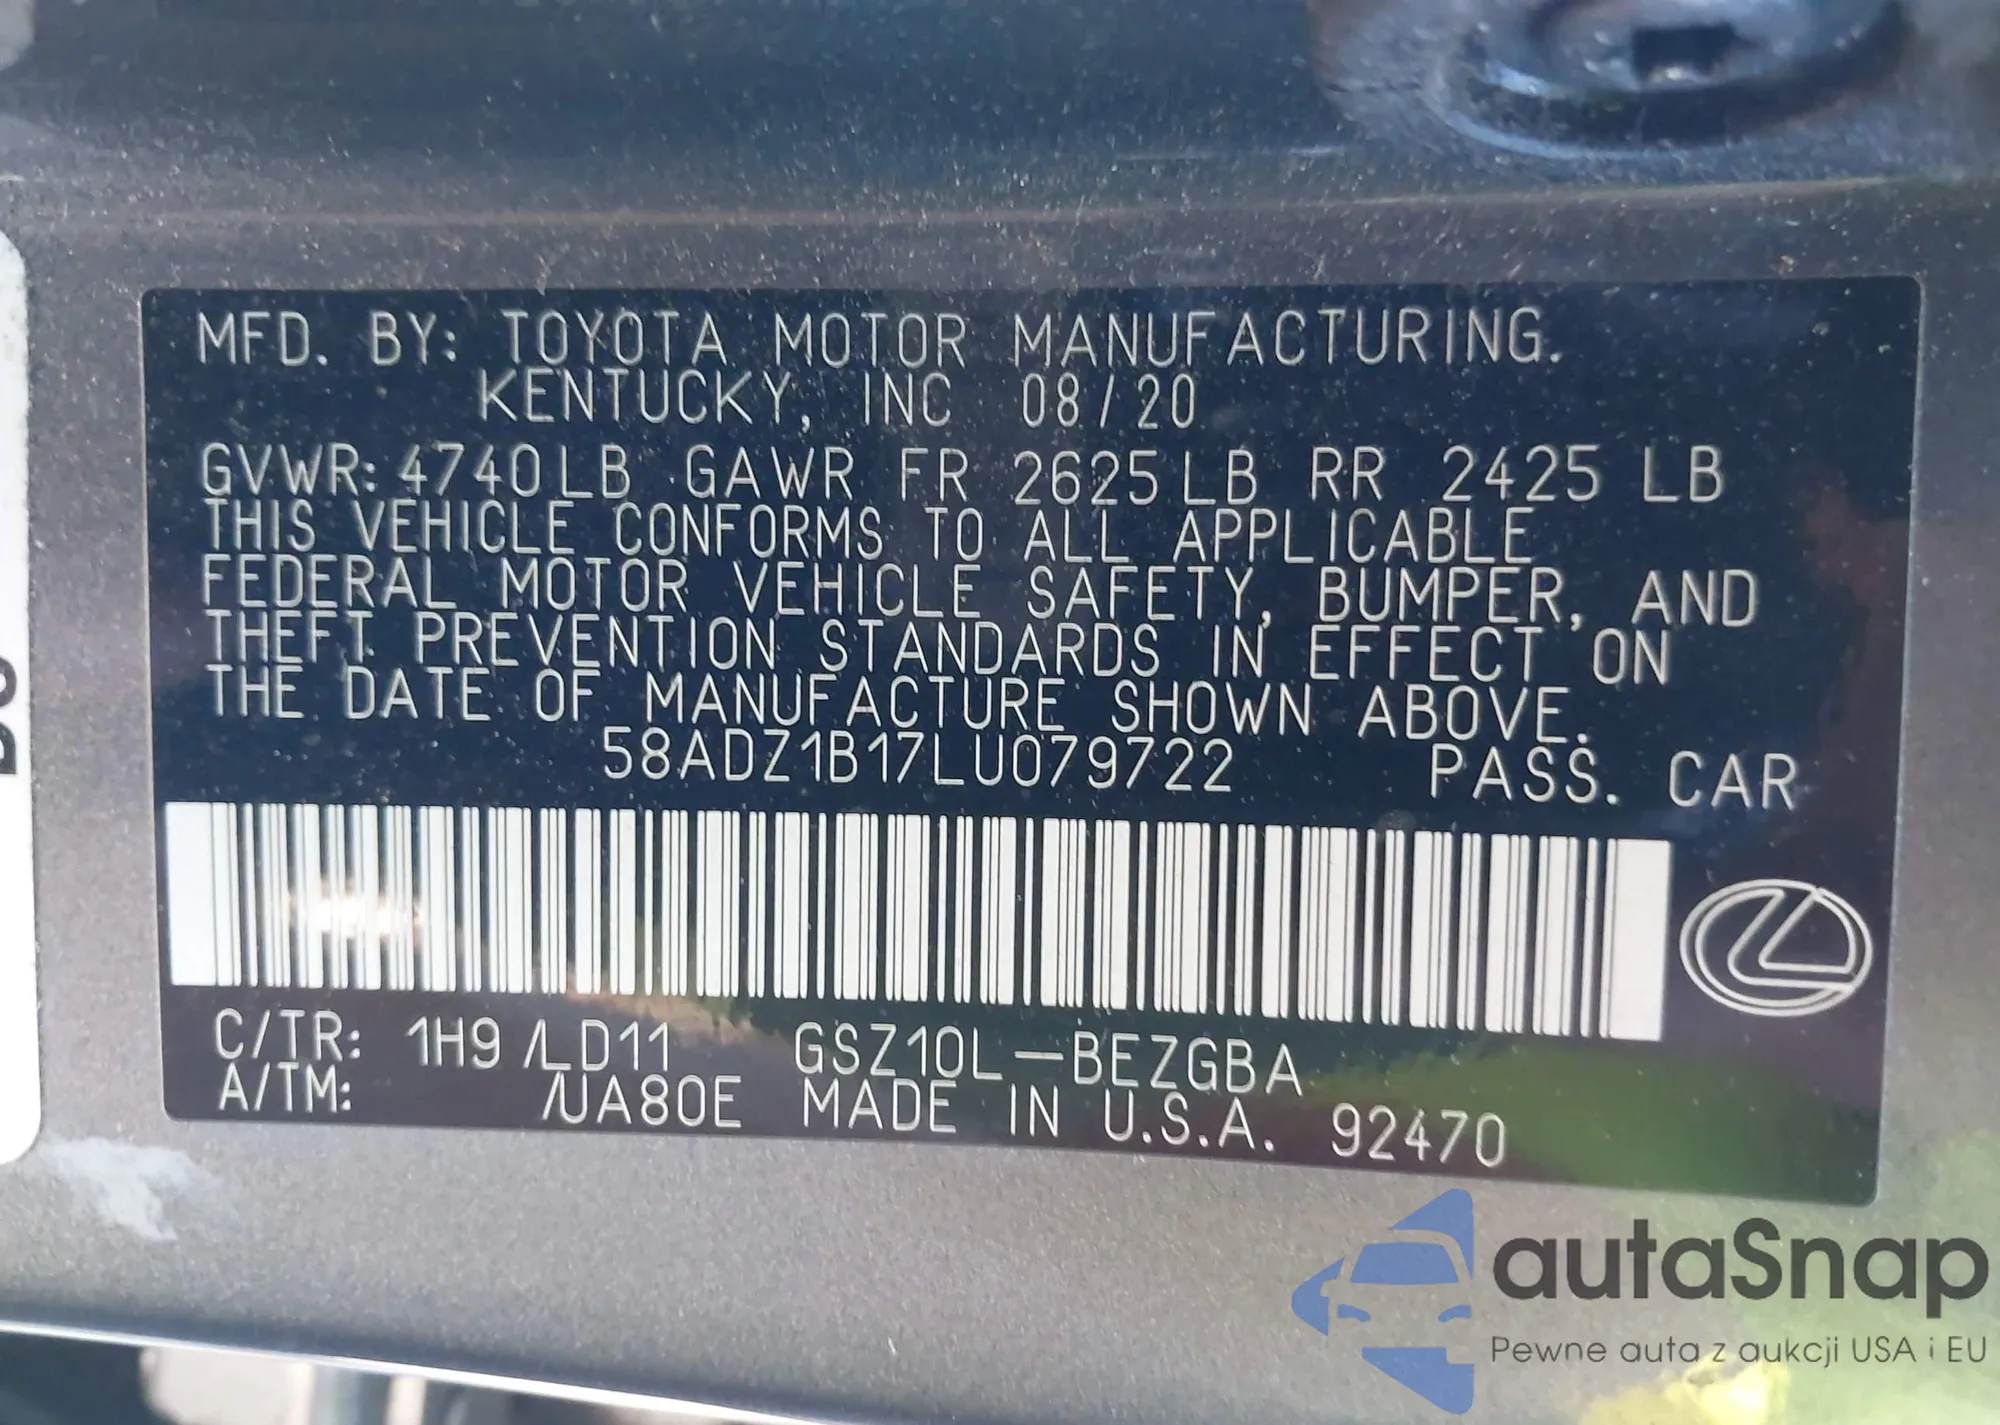 MFD. BY: TOYOTA MOTOR MANUFACTURING.
KENTUCKY, INC 08/20
GVWR: 4740LB GAWR FR 2625LB RR 2425 LB
THIS VEHICLE CONFORMS TO ALL APPLICABLE
FEDERAL MOTOR VEHICLE SAFETY, BUMPER, AND
THEFT PREVENTION STANDARDS IN EFFECT ON
THE DATE OF MANUFACTURE SHOWN ABOVE.
58ADZ1B17LU079722 PASS. CAR
C/TR: 1H9 /LD11 GSZ10L-BEZGBA
A/TM: /UA80E MADE IN U.S.A. 92470
autaSnap
Pewne auta z aukcji USA i EU